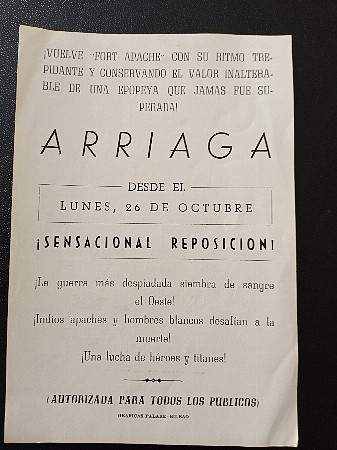 ¡VUELVE "FORT APACHE" CON SU RITMO TRE-
PIDANTE Y CONSERVANDO EL VALOR INALTERA-
BLE DE UNA EPOPEYA QUE JAMAS FUE SU-
PERADA!
ARRIAGA
DESDE EL
LUNES, 26 DE OCTUBRE
¡SENSACIONAL REPOSICION!
¡La guerra más despiadada siembra de sangre
el Oeste!
¡Indios apaches y hombres blancos desafían a la
muerte!
¡Una lucha de héroes y titanes!
(AUTORIZADA PARA TODOS LOS PUBLICOS)
GRAFICAS FALASE-BILBAO